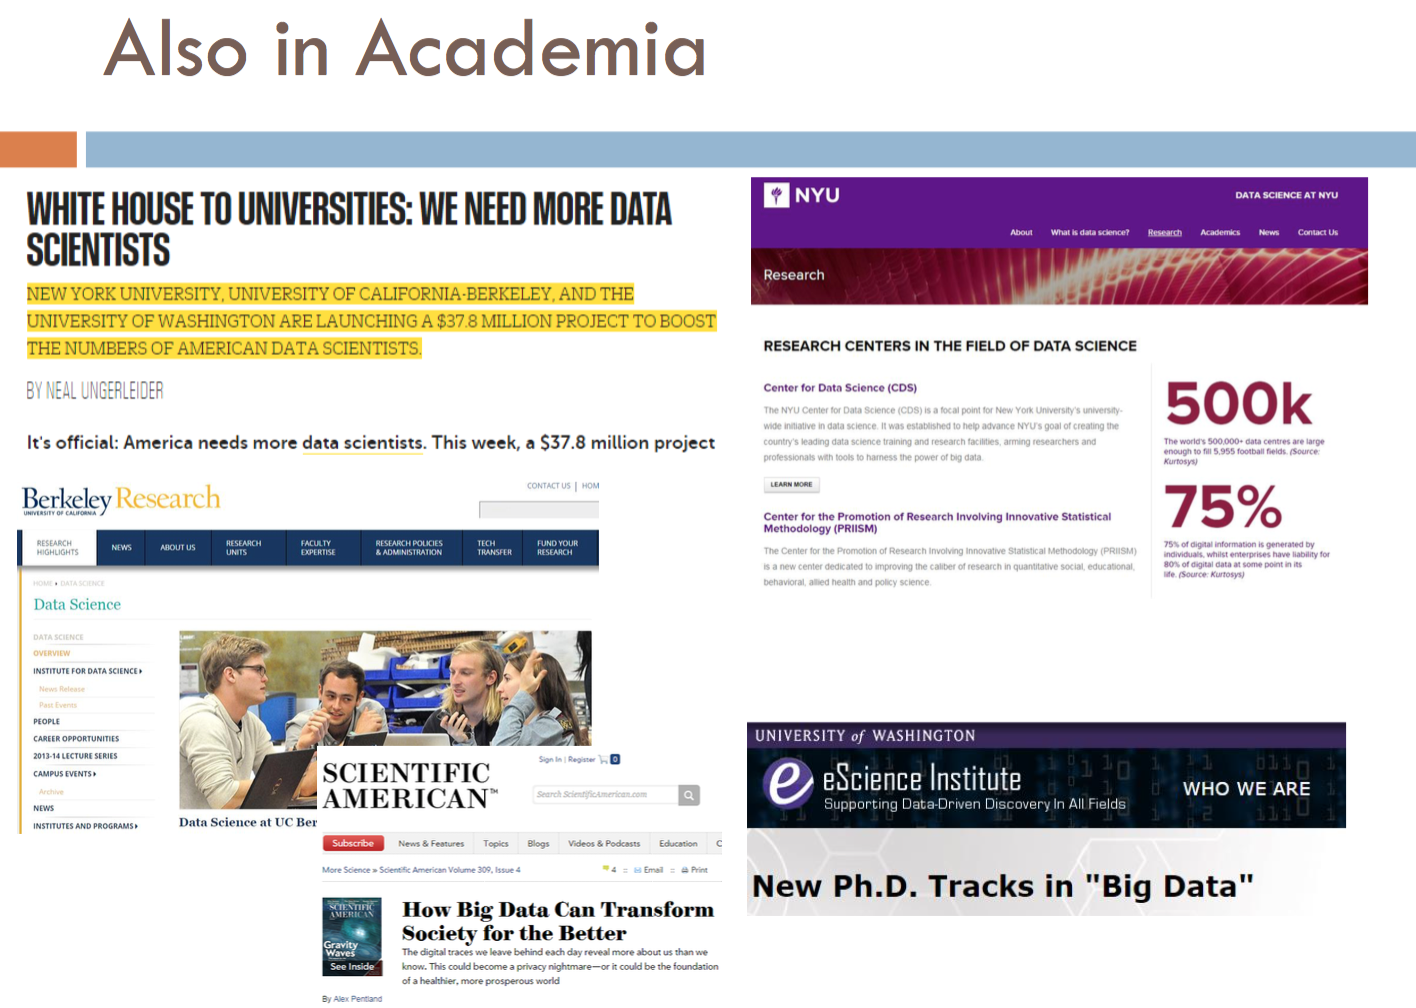 Also in Academia
WHITE HOUSE TO UNIVERSITIES: WE NEED MORE DATA
SCIENTISTS
NEW YORK UNIVERSITY, UNIVERSITY OF CALIFORNIA-BERKELEY, AND THE
UNIVERSITY OF WASHINGTON ARE LAUNCHING A $37.8 MILLION PROJECT TO BOOST
THE NUMBERS OF AMERICAN DATA SCIENTISTS.
BY NEAL UNGERLEIDER
It's official: America needs more data scientists. This week, a $37.8 million project
Berkeley Research
UNIVERSITY OF CALIFORNIA
CONTACT US | HOM
RESEARCH HIGHLIGHTS
NEWS
ABOUT US
RESEARCH UNITS
FACULTY EXPERTISE
RESEARCH POLICIES & ADMINISTRATION
TECH TRANSFER
FUND YOUR RESEARCH
HOME ▸ DATA SCIENCE
Data Science
DATA SCIENCE
OVERVIEW
INSTITUTE FOR DATA SCIENCE
News Release
Past Events
PEOPLE
CAREER OPPORTUNITIES
2013-14 LECTURE SERIES
CAMPUS EVENTS
Archive
NEWS
INSTITUTES AND PROGRAMS
Data Science at UC Ber
SCIENTIFIC
AMERICAN™
Sign In | Register 0
Search ScientificAmerican.com
Subscribe News & Features Topics Blogs Videos & Podcasts Education C
More Science » Scientific American Volume 309, Issue 4
4 :: Email :: Print
SCIENTIFIC
AMERICAN
Gravity
Waves
See Inside
How Big Data Can Transform
Society for the Better
The digital traces we leave behind each day reveal more about us than we
know. This could become a privacy nightmare—or it could be the foundation
of a healthier, more prosperous world
By Alex Pentland
NYU
DATA SCIENCE AT NYU
About What is data science? Research Academics News Contact Us
Research
RESEARCH CENTERS IN THE FIELD OF DATA SCIENCE
Center for Data Science (CDS)
The NYU Center for Data Science (CDS) is a focal point for New York University's university-
wide initiative in data science. It was established to help advance NYU's goal of creating the
country's leading data science training and research facilities, arming researchers and
professionals with tools to harness the power of big data.
LEARN MORE
Center for the Promotion of Research Involving Innovative Statistical
Methodology (PRIISM)
The Center for the Promotion of Research Involving Innovative Statistical Methodology (PRIISM)
is a new center dedicated to improving the caliber of research in quantitative social, educational,
behavioral, allied health and policy science.
500k
The world's 500,000+ data centres are large
enough to fill 5,955 football fields. (Source:
Kurtosys)
75%
75% of digital information is generated by
individuals, whilst enterprises have liability for
80% of digital data at some point in its
life. (Source: Kurtosys)
UNIVERSITY of WASHINGTON
eScience Institute
Supporting Data-Driven Discovery In All Fields
WHO WE ARE
New Ph.D. Tracks in "Big Data"